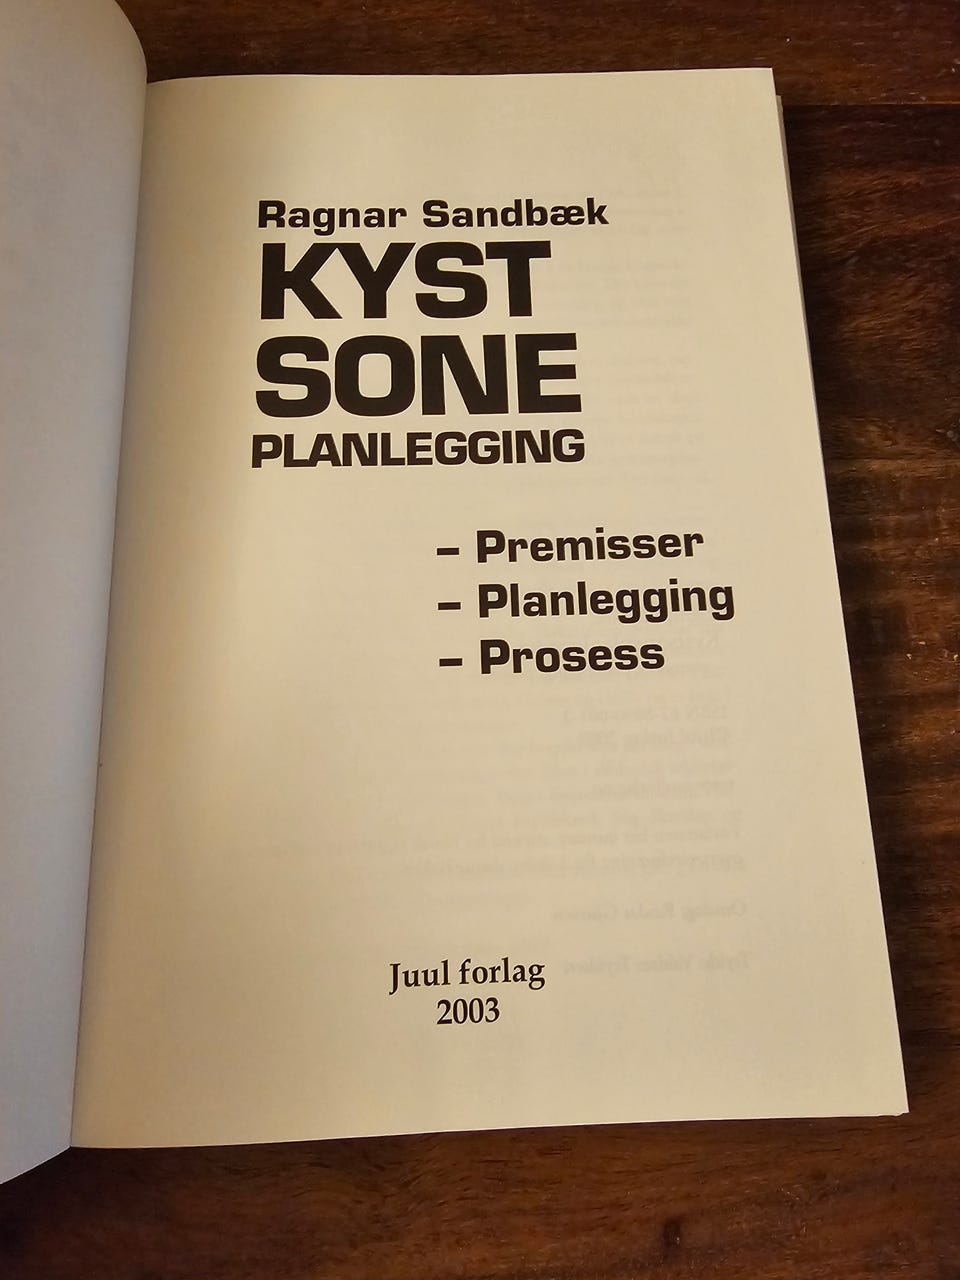 Ragnar Sandbæk
KYST
SONE
PLANLEGGING
– Premisser
– Planlegging
– Prosess
Juul forlag
2003